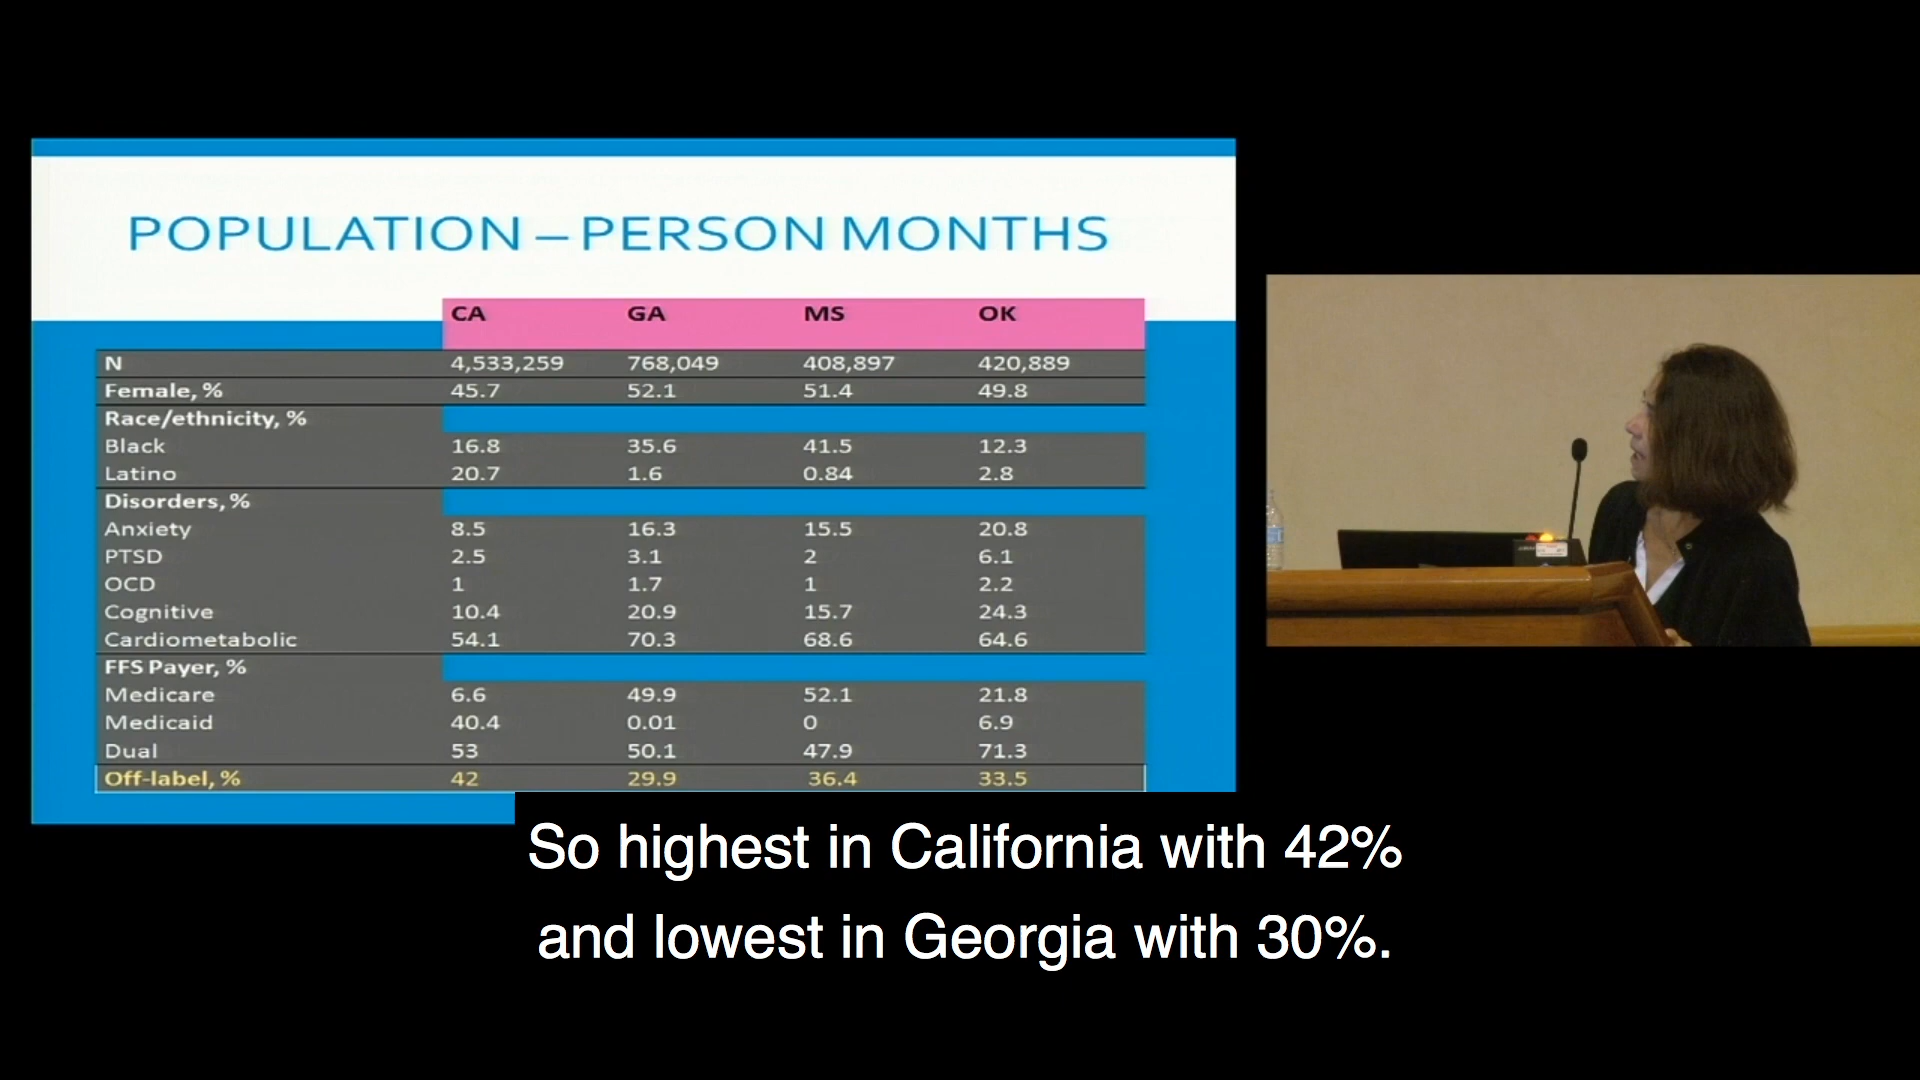 POPULATION – PERSON MONTHS
CA GA MS OK
N 4,533,259 768,049 408,897 420,889
Female, % 45.7 52.1 51.4 49.8
Race/ethnicity, %
Black 16.8 35.6 41.5 12.3
Latino 20.7 1.6 0.84 2.8
Disorders, %
Anxiety 8.5 16.3 15.5 20.8
PTSD 2.5 3.1 2 6.1
OCD 1 1.7 1 2.2
Cognitive 10.4 20.9 15.7 24.3
Cardiometabolic 54.1 70.3 68.6 64.6
FFS Payer, %
Medicare 6.6 49.9 52.1 21.8
Medicaid 40.4 0.01 0 6.9
Dual 53 50.1 47.9 71.3
Off-label, % 42 29.9 36.4 33.5
So highest in California with 42%
and lowest in Georgia with 30%.